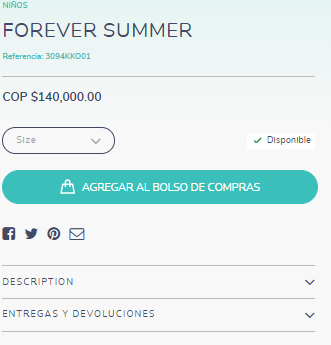 NIÑOS
FOREVER SUMMER
Referencia: 3094KKO01
COP $140,000.00
Size
Disponible
AGREGAR AL BOLSO DE COMPRAS
DESCRIPTION
ENTREGAS Y DEVOLUCIONES